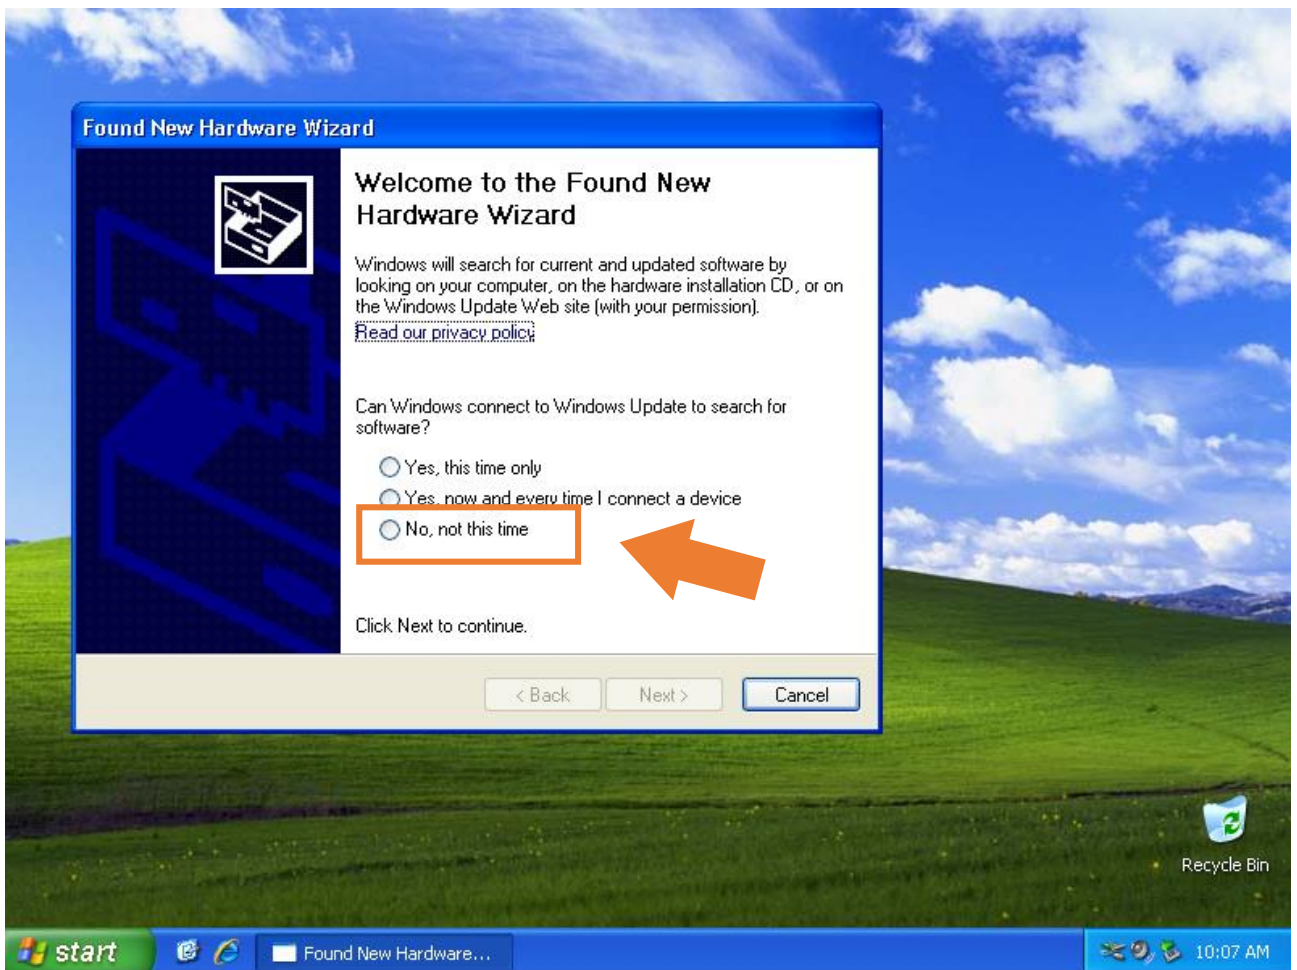 Found New Hardware Wizard
Welcome to the Found New
Hardware Wizard
Windows will search for current and updated software by
looking on your computer, on the hardware installation CD, or on
the Windows Update Web site (with your permission).
Read our privacy policy
Can Windows connect to Windows Update to search for
software?
Yes, this time only
Yes, now and every time I connect a device
No, not this time
Click Next to continue.
< Back
Next >
Cancel
Recycle Bin
start
Found New Hardware...
10:07 AM